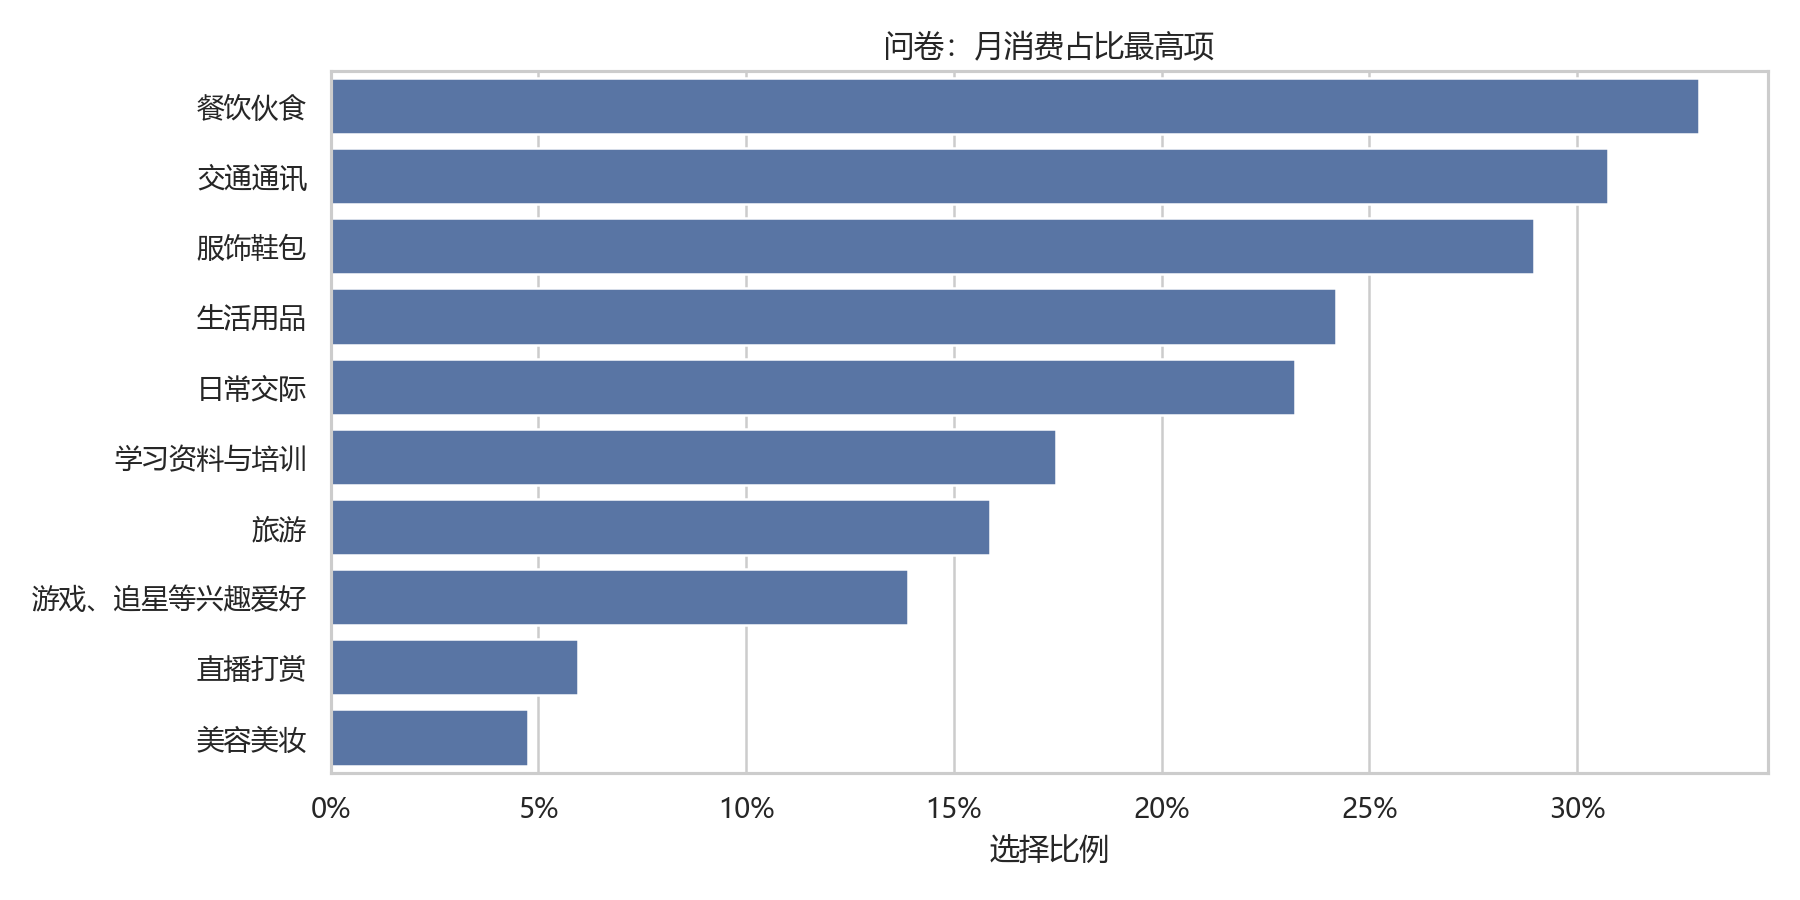 问卷：月消费占比最高项
餐饮伙食
交通通讯
服饰鞋包
生活用品
日常交际
学习资料与培训
旅游
游戏、追星等兴趣爱好
直播打赏
美容美妆
0% 5% 10% 15% 20% 25% 30%
选择比例